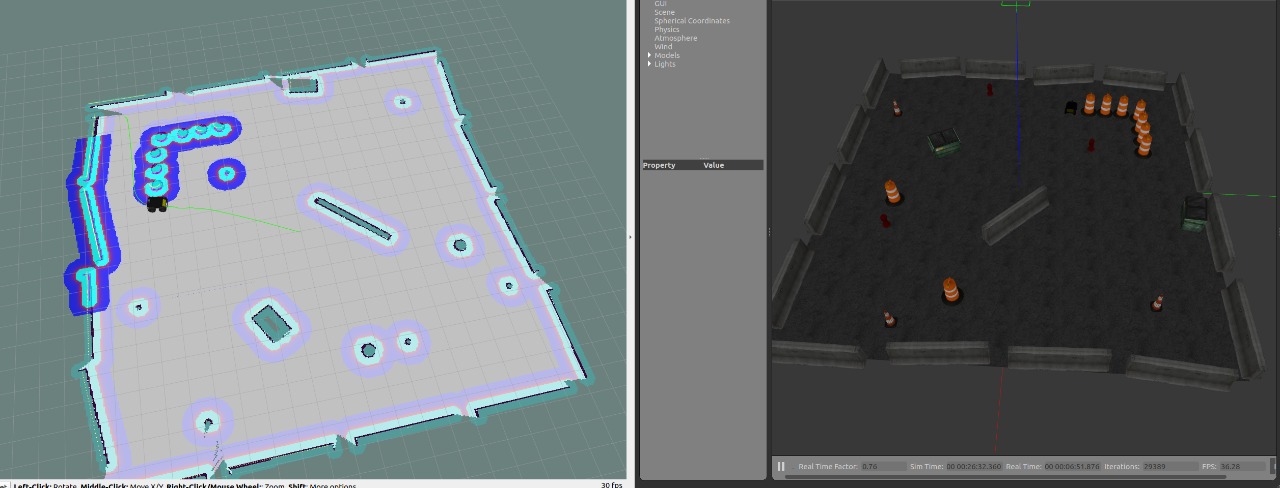 GUI
Scene
Spherical Coordinates
Physics
Atmosphere
Wind
Models
Lights
Property Value
Real Time Factor: 0.76 Sim Time: 00 00:26:32.360 Real Time: 00 00:06:51.876 Iterations: 29389 FPS: 36.28
Left-Click: Rotate. Middle-Click: Move X/Y. Right-Click/Mouse Wheel: Zoom. Shift: More options. 30 fps